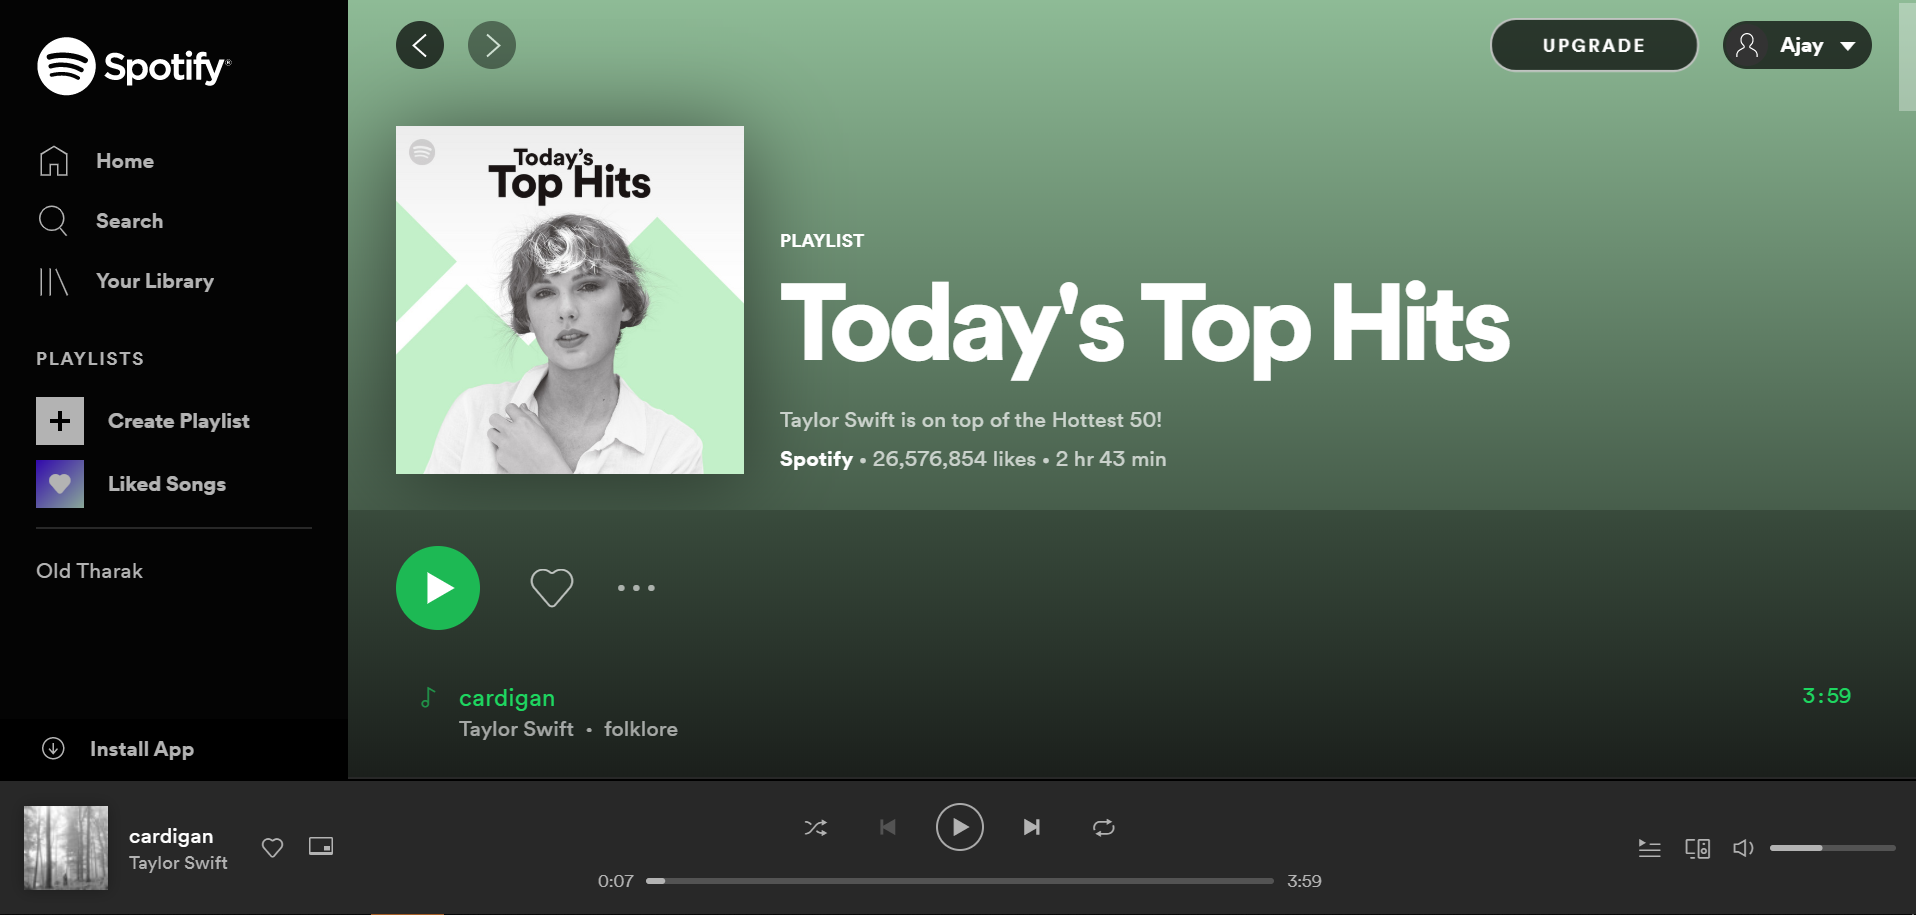 Spotify®
Home
Search
Your Library
PLAYLISTS
Create Playlist
Liked Songs
Old Tharak
Install App
UPGRADE
Ajay
Today's
Top Hits
PLAYLIST
Today's Top Hits
Taylor Swift is on top of the Hottest 50!
Spotify • 26,576,854 likes • 2 hr 43 min
cardigan 3:59
Taylor Swift • folklore
cardigan
Taylor Swift
0:07 3:59